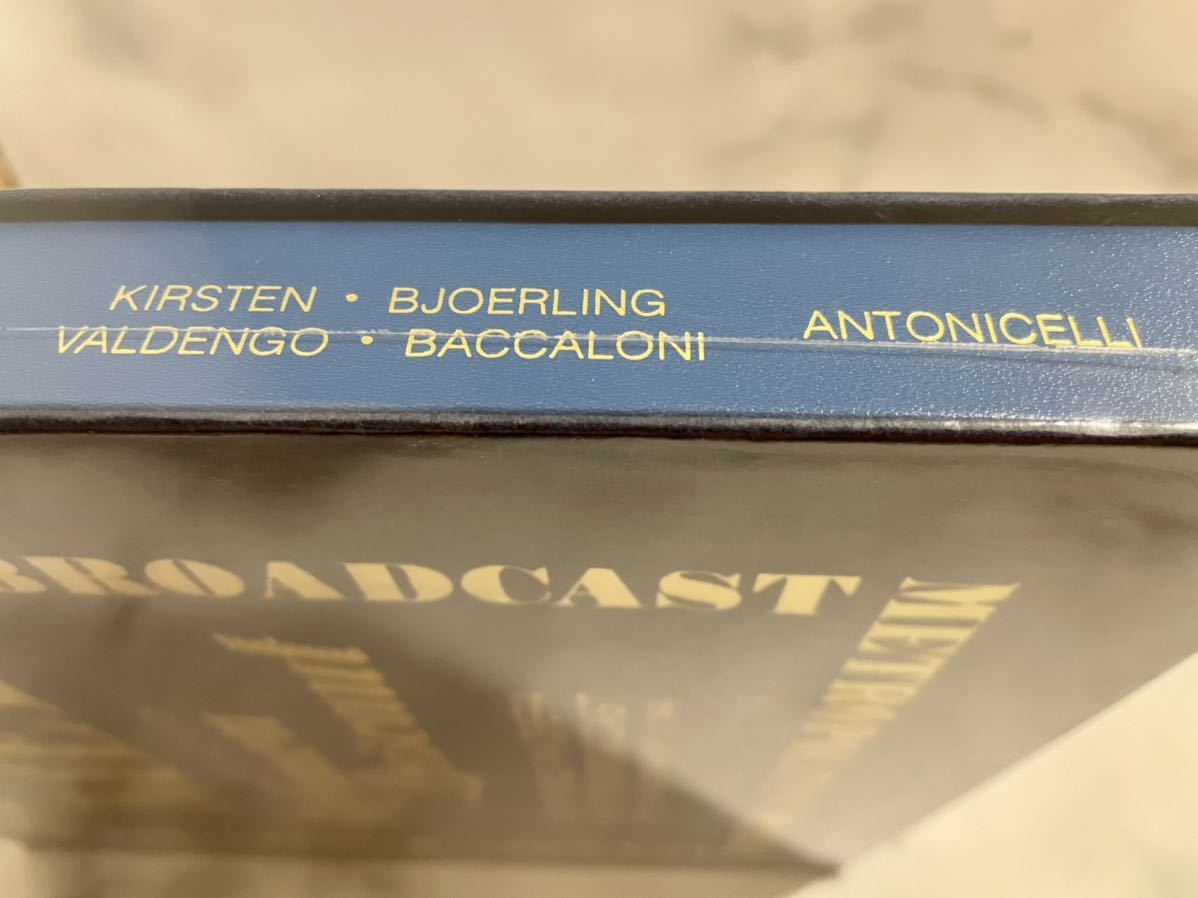 KIRSTEN • BJOERLING
VALDENGO • BACCALONI
ANTONICELLI
BROADCAST